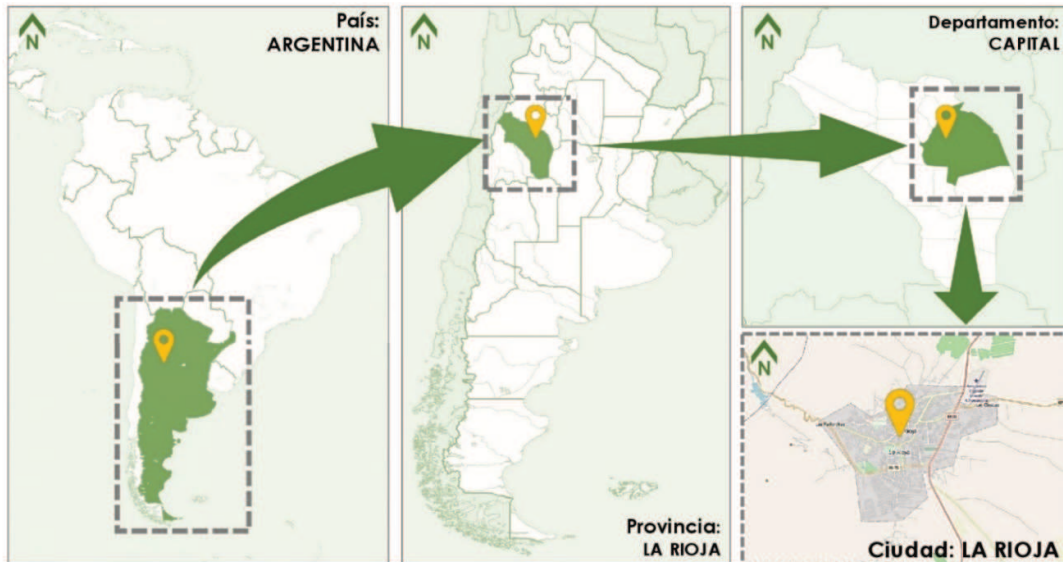 N
País:
ARGENTINA
N
Provincia:
LA RIOJA
N
Departamento:
CAPITAL
N
Ciudad: LA RIOJA